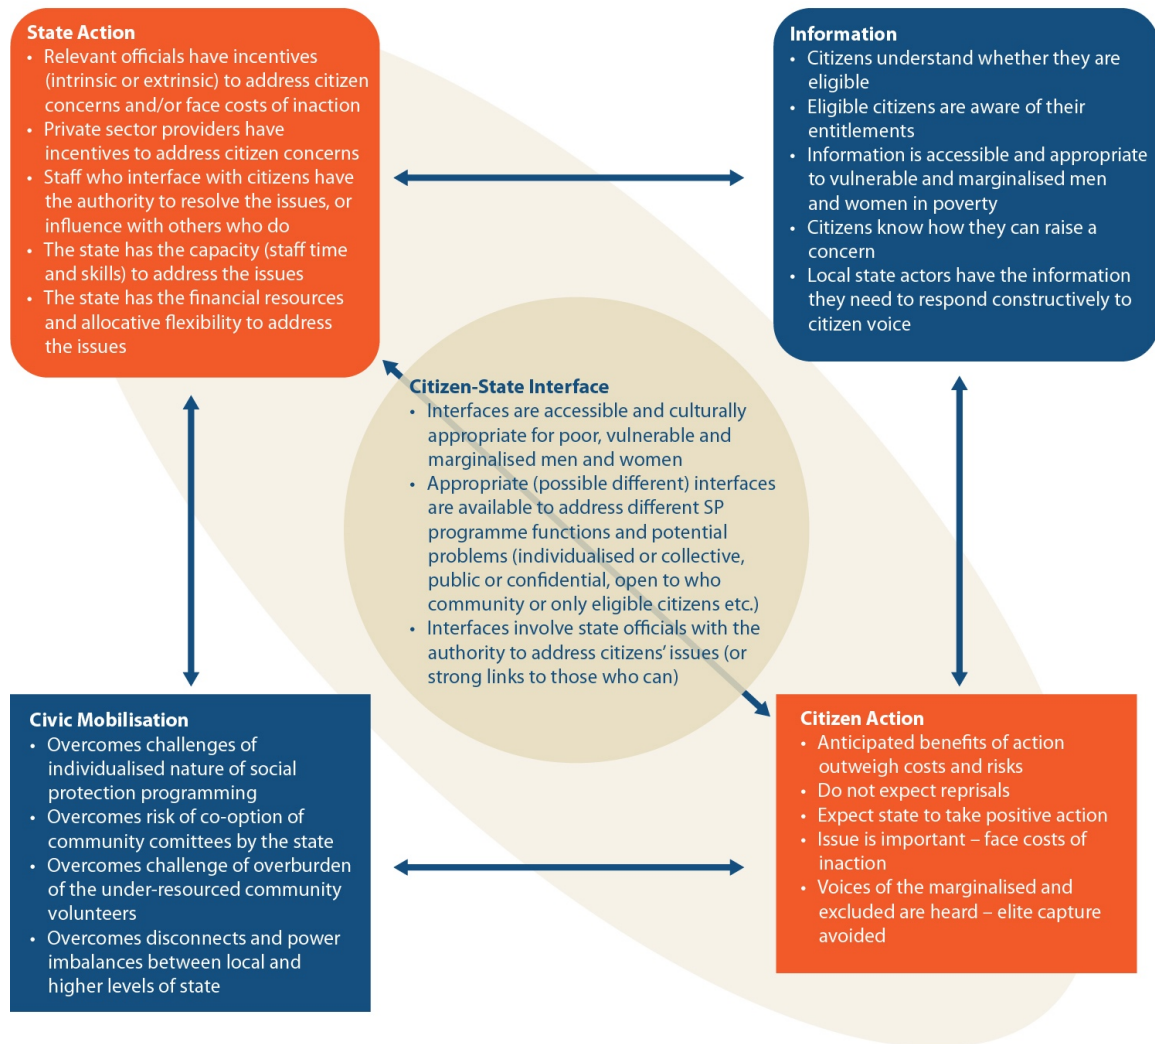 State Action
• Relevant officials have incentives
(intrinsic or extrinsic) to address citizen
concerns and/or face costs of inaction
• Private sector providers have
incentives to address citizen concerns
• Staff who interface with citizens have
the authority to resolve the issues, or
influence with others who do
• The state has the capacity (staff time
and skills) to address the issues
• The state has the financial resources
and allocative flexibility to address
the issues
Information
• Citizens understand whether they are
eligible
• Eligible citizens are aware of their
entitlements
• Information is accessible and appropriate
to vulnerable and marginalised men
and women in poverty
• Citizens know how they can raise a
concern
• Local state actors have the information
they need to respond constructively to
citizen voice
Citizen-State Interface
• Interfaces are accessible and culturally
appropriate for poor, vulnerable and
marginalised men and women
• Appropriate (possible different) interfaces
are available to address different SP
programme functions and potential
problems (individualised or collective,
public or confidential, open to who
community or only eligible citizens etc.)
• Interfaces involve state officials with the
authority to address citizens’ issues (or
strong links to those who can)
Civic Mobilisation
• Overcomes challenges of
individualised nature of social
protection programming
• Overcomes risk of co-option of
community comittees by the state
• Overcomes challenge of overburden
of the under-resourced community
volunteers
• Overcomes disconnects and power
imbalances between local and
higher levels of state
Citizen Action
• Anticipated benefits of action
outweigh costs and risks
• Do not expect reprisals
• Expect state to take positive action
• Issue is important – face costs of
inaction
• Voices of the marginalised and
excluded are heard – elite capture
avoided